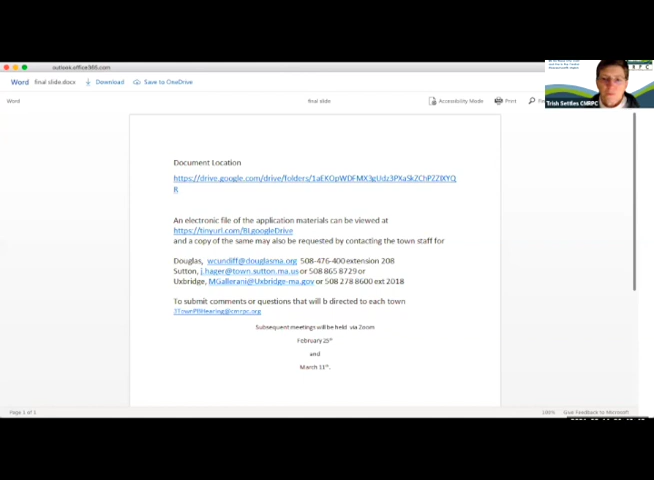 outlook.office365.com
Word final slide.docx Download Save to OneDrive
Word final slide Accessibility Mode Print
Trish Settles CMRPC
Document Location
https://drive.google.com/drive/folders/
An electronic file of the application materials can be viewed at
https://tinyurl.com/BLgoogleDrive
and a copy of the same may also be requested by contacting the town staff for
Douglas, wcundiff@douglasma.org 508-476-400 extension 208
Sutton, j.hager@town.sutton.ma.us or 508 865 8729 or
Uxbridge, MGallerani@Uxbridge-ma.gov or 508 278 8600 ext 2018
To submit comments or questions that will b directed to each town
3TownPBHearing@cmrpc.org
Subsequent meetings will be held via Zoom
February 25th
and
March 11th.
Page 1 of 1 100% Give Feedback to Microsoft